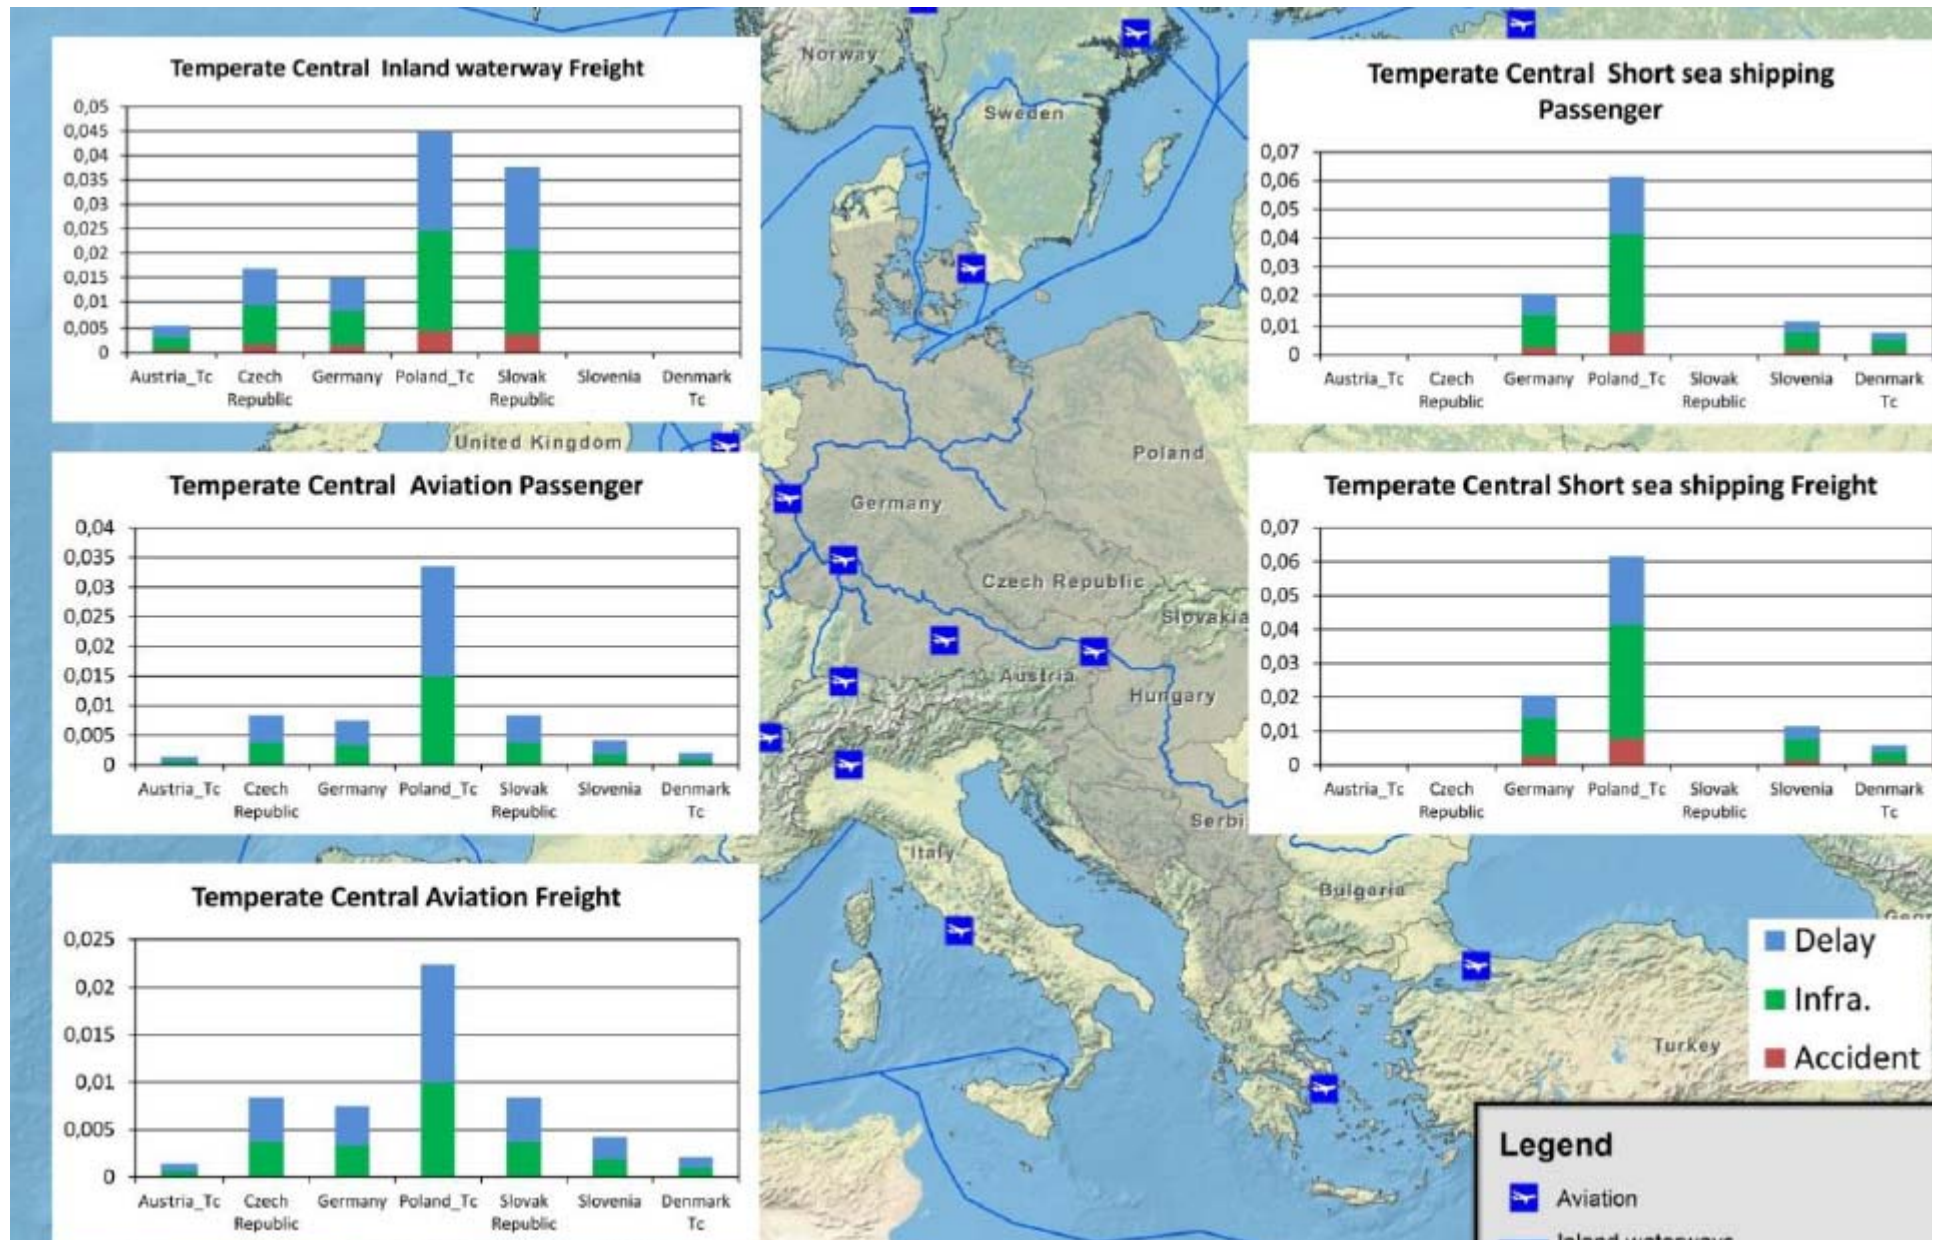 Temperate Central Inland waterway Freight
0,05
0,045
0,04
0,035
0,03
0,025
0,02
0,015
0,01
0,005
0
Austria_Tc
Czech
Republic
Germany
Poland_Tc
Slovak
Republic
Slovenia
Denmark
Tc
Temperate Central Aviation Passenger
0,04
0,035
0,03
0,025
0,02
0,015
0,01
0,005
0
Austria_Tc
Czech
Republic
Germany
Poland_Tc
Slovak
Republic
Slovenia
Denmark
Tc
Temperate Central Aviation Freight
0,025
0,02
0,015
0,01
0,005
0
Austria_Tc
Czech
Republic
Germany
Poland_Tc
Slovak
Republic
Slovenia
Denmark
Tc
Norway
Sweden
United Kingdom
Poland
Germany
Czech Republic
Slovakia
Austria
Hungary
Serbi
Italy
Bulgaria
Turkey
Temperate Central Short sea shipping
Passenger
0,07
0,06
0,05
0,04
0,03
0,02
0,01
0
Austria_Tc
Czech
Republic
Germany
Poland_Tc
Slovak
Republic
Slovenia
Denmark
Tc
Temperate Central Short sea shipping Freight
0,07
0,06
0,05
0,04
0,03
0,02
0,01
0
Austria_Tc
Czech
Republic
Germany
Poland_Tc
Slovak
Republic
Slovenia
Denmark
Tc
Delay
Infra.
Accident
Legend
Aviation
Inland waterways